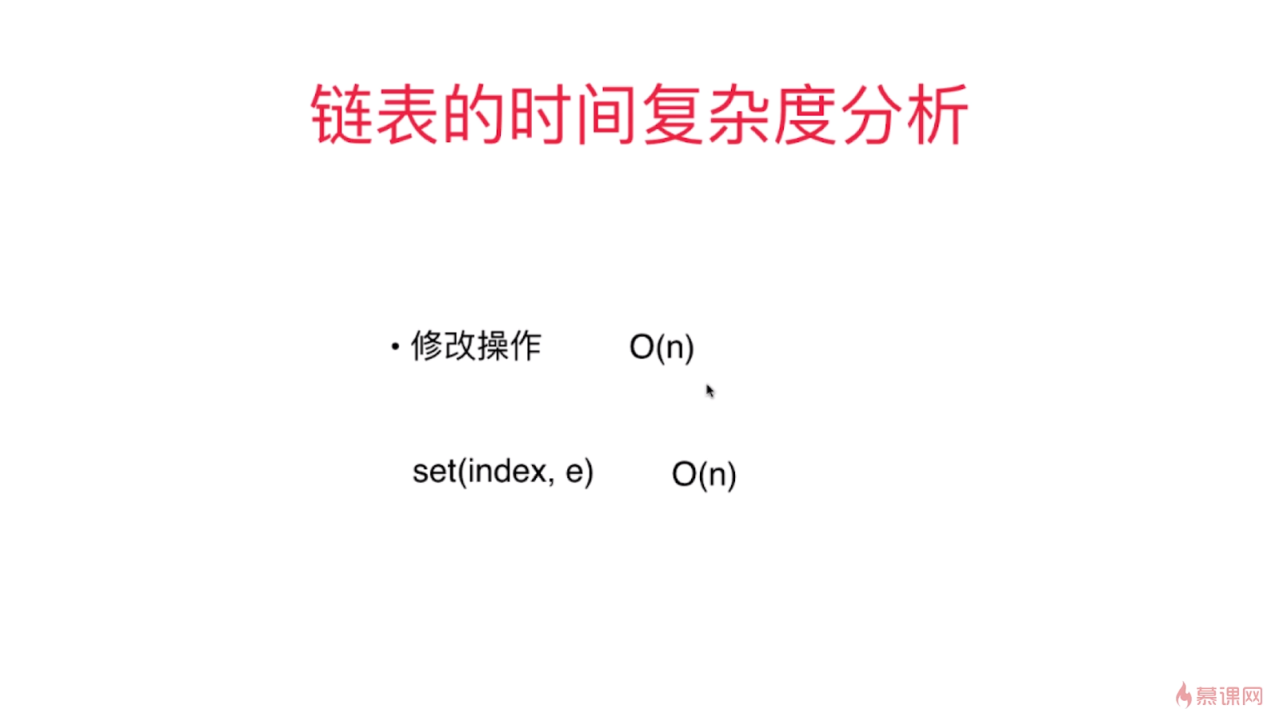 链表的时间复杂度分析
• 修改操作 O(n)
set(index, e) O(n)
慕课网